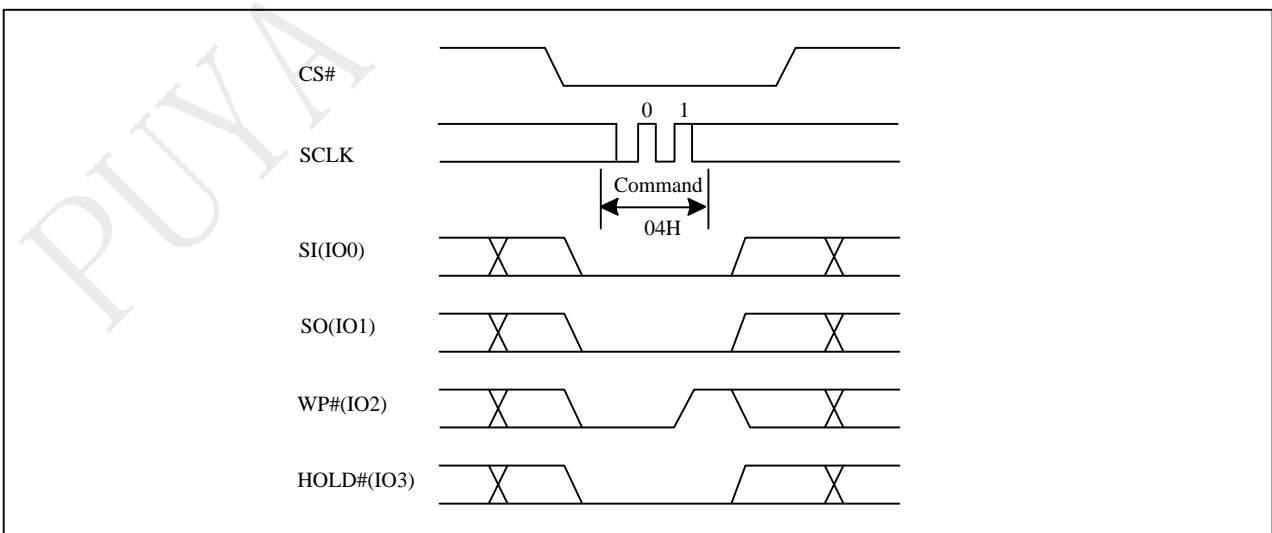 PUYA
CS#
0 1
SCLK
Command
04H
SI(IO0)
SO(IO1)
WP#(IO2)
HOLD#(IO3)